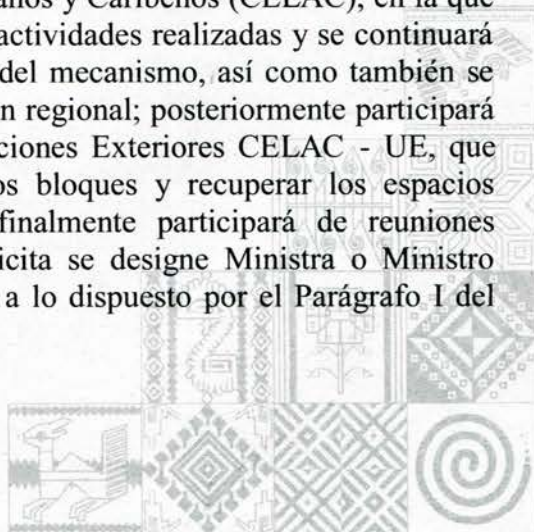 anos y Caribeños (CELAC), en la que
actividades realizadas y se continuará
del mecanismo, así como también se
n regional; posteriormente participará
ciones Exteriores CELAC - UE, que
os bloques y recuperar los espacios
finalmente participará de reuniones
icita se designe Ministra o Ministro
a lo dispuesto por el Parágrafo I del